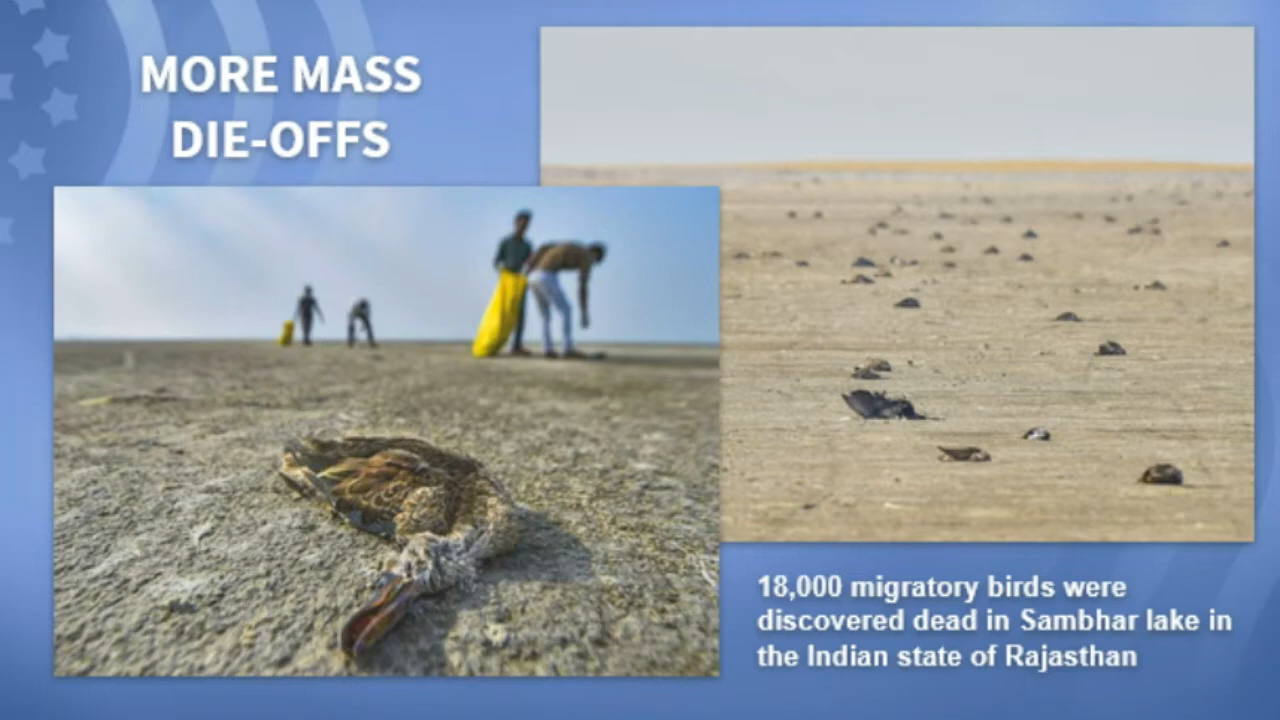 MORE MASS
DIE-OFFS
18,000 migratory birds were
discovered dead in Sambhar lake in
the Indian state of Rajasthan